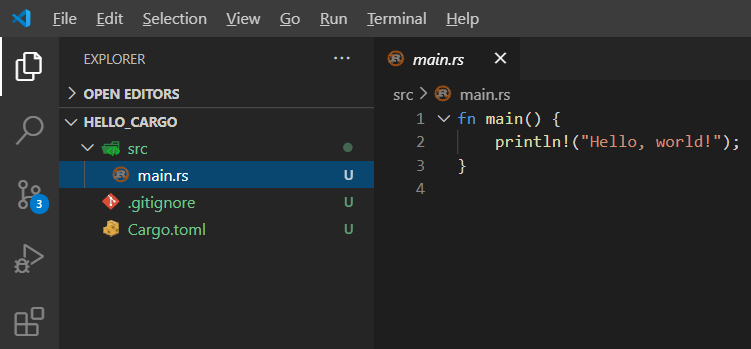 File Edit Selection View Go Run Terminal Help
EXPLORER ···
OPEN EDITORS
HELLO_CARGO
src
main.rs U
.gitignore U
Cargo.toml U
3
main.rs
src > main.rs
1 fn main() {
2 println!("Hello, world!");
3 }
4